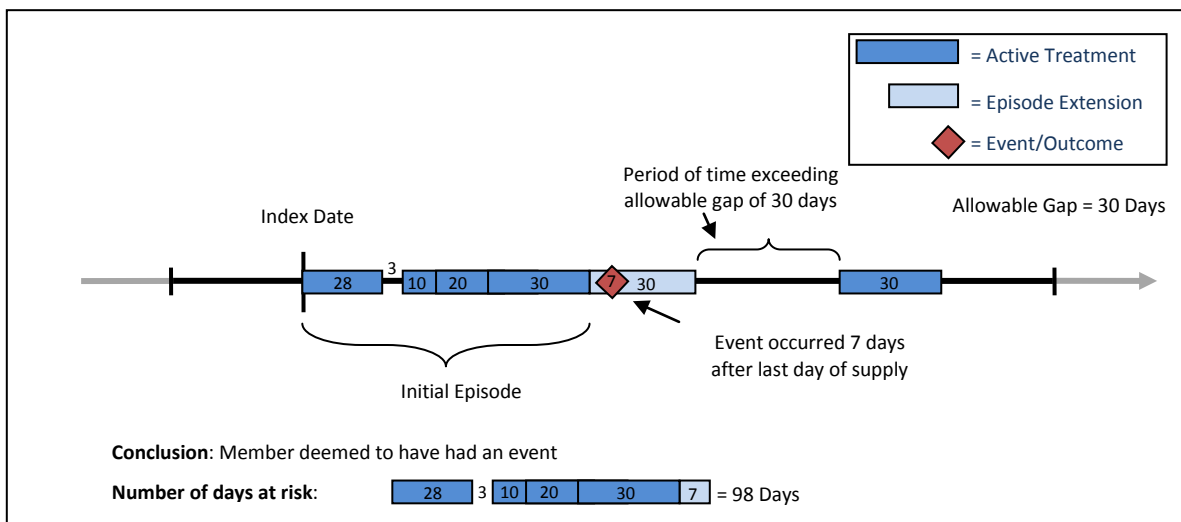 = Active Treatment
= Episode Extension
= Event/Outcome
Period of time exceeding
allowable gap of 30 days
Allowable Gap = 30 Days
Index Date
28 3 10 20 30 7 30 30
Event occurred 7 days
after last day of supply
Initial Episode
Conclusion: Member deemed to have had an event
Number of days at risk: 28 3 10 20 30 7 = 98 Days